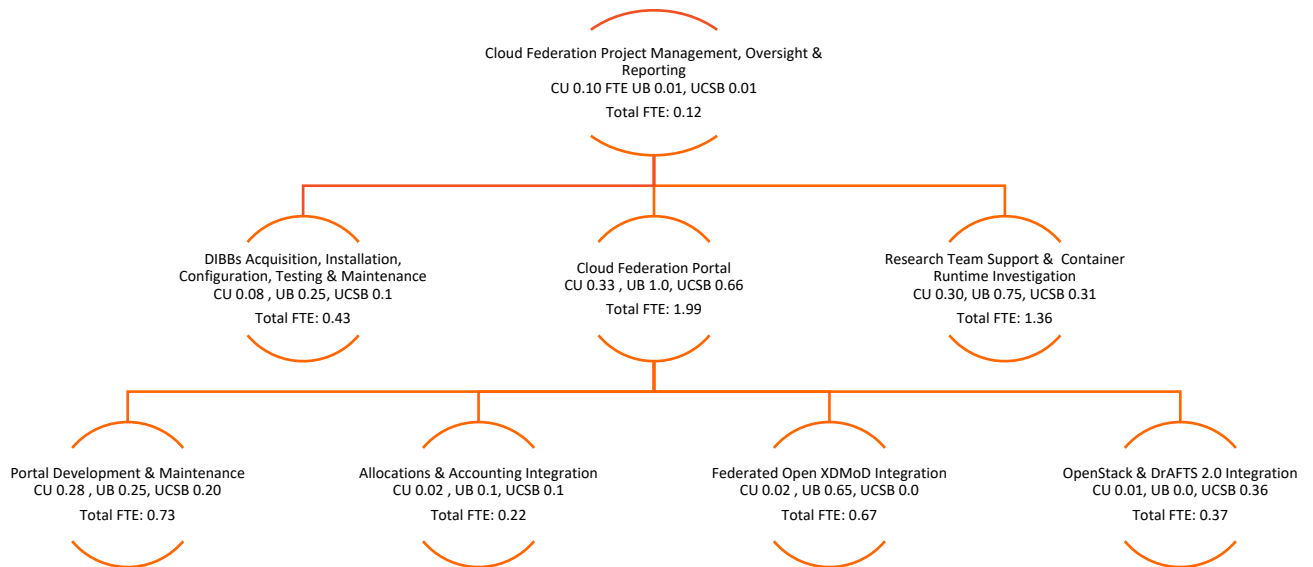 Cloud Federation Project Management, Oversight &
Reporting
CU 0.10 FTE UB 0.01, UCSB 0.01
Total FTE: 0.12
DIBBs Acquisition, Installation,
Configuration, Testing & Maintenance
CU 0.08 , UB 0.25, UCSB 0.1
Total FTE: 0.43
Cloud Federation Portal
CU 0.33 , UB 1.0, UCSB 0.66
Total FTE: 1.99
Research Team Support & Container
Runtime Investigation
CU 0.30, UB 0.75, UCSB 0.31
Total FTE: 1.36
Portal Development & Maintenance
CU 0.28 , UB 0.25, UCSB 0.20
Total FTE: 0.73
Allocations & Accounting Integration
CU 0.02 , UB 0.1, UCSB 0.1
Total FTE: 0.22
Federated Open XDMoD Integration
CU 0.02 , UB 0.65, UCSB 0.0
Total FTE: 0.67
OpenStack & DrAFTS 2.0 Integration
CU 0.01, UB 0.0, UCSB 0.36
Total FTE: 0.37